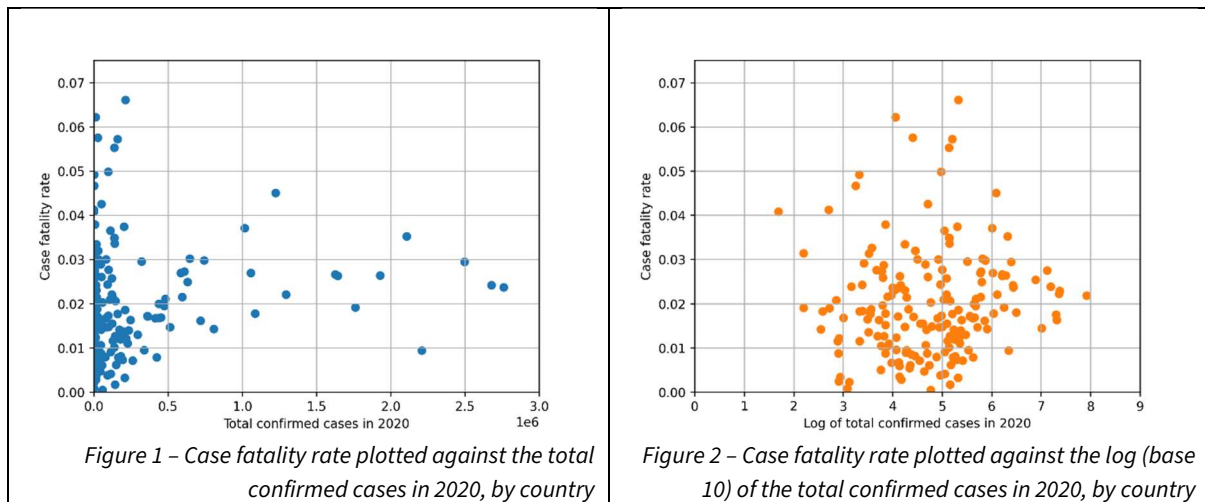 0.07
0.06
0.05
0.04
0.03
0.02
0.01
0.00
Case fatality rate
0.0 0.5 1.0 1.5 2.0 2.5 3.0
Total confirmed cases in 2020
1e6
Figure 1 – Case fatality rate plotted against the total
confirmed cases in 2020, by country
0.07
0.06
0.05
0.04
0.03
0.02
0.01
0.00
Case fatality rate
0 1 2 3 4 5 6 7 8 9
Log of total confirmed cases in 2020
Figure 2 – Case fatality rate plotted against the log (base
10) of the total confirmed cases in 2020, by country